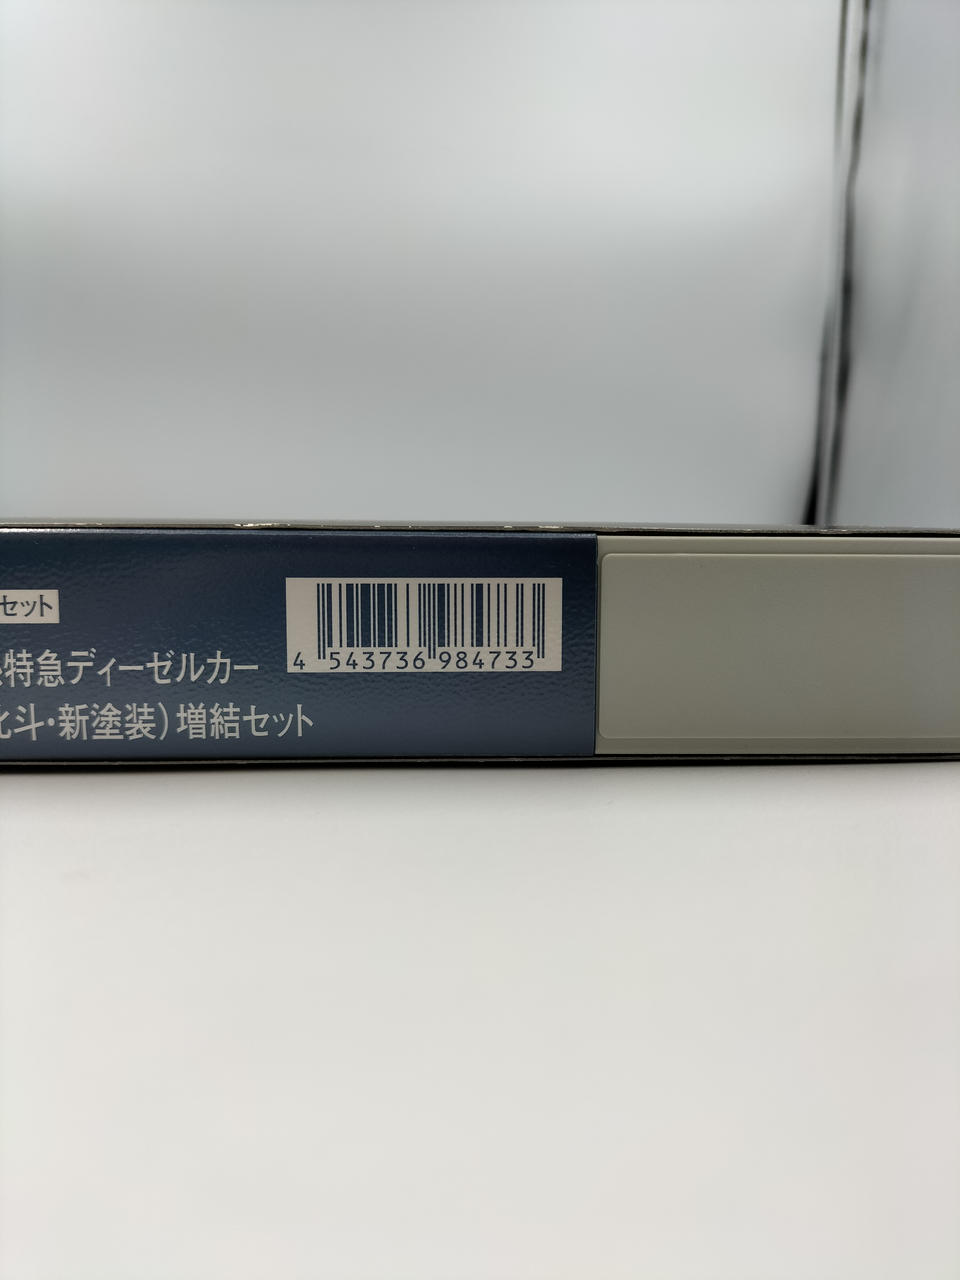 セット
4 543736 984733
特急ディーゼルカー
北斗・新塗装)増結セット